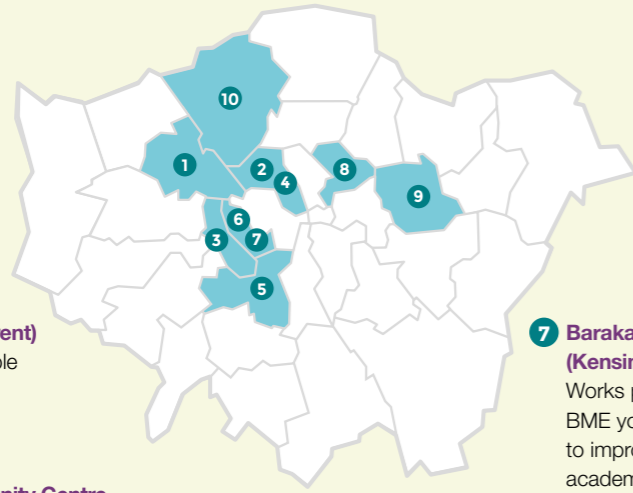 10
1
2
4
8
9
6
3
7
5
ent)
ole
nity Centre
7 Baraka
(Kensin
Works p
BME yo
to impro
academ